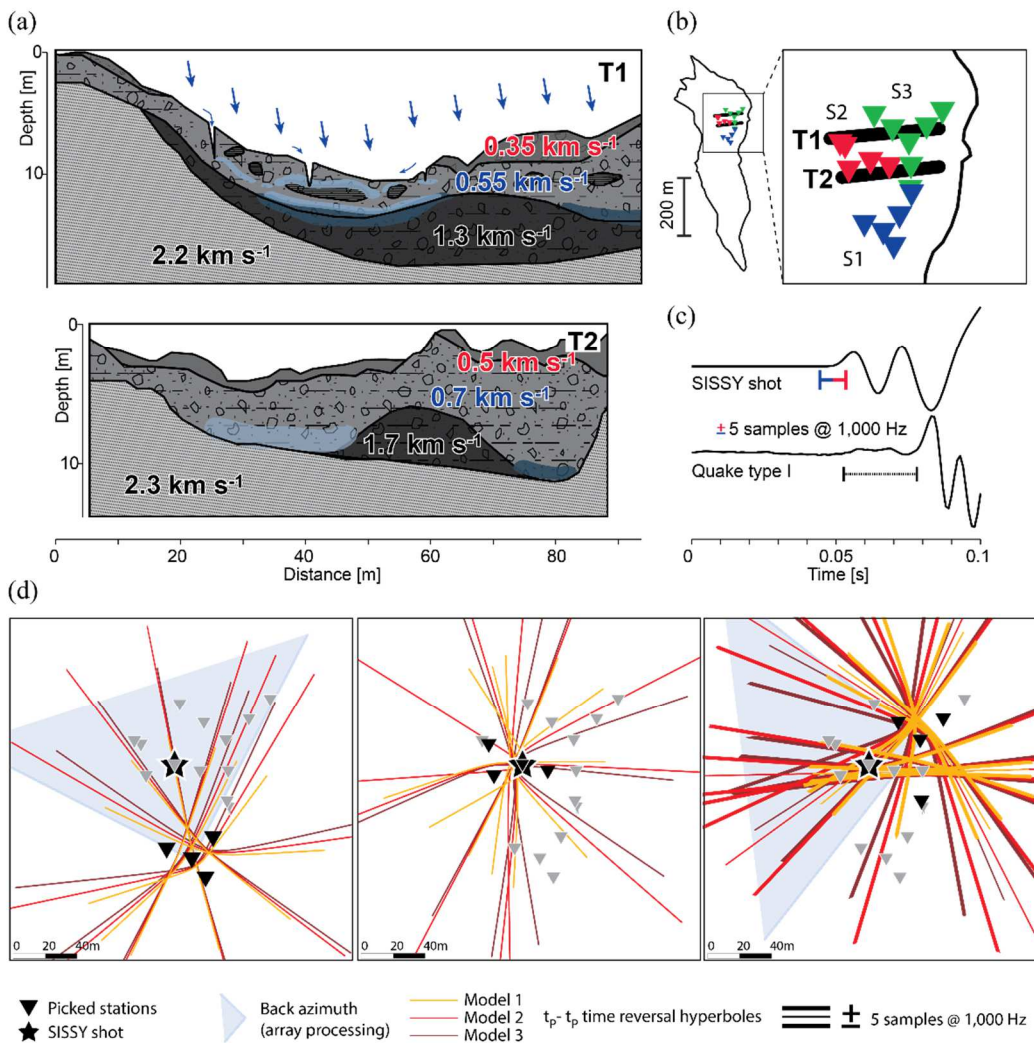 (a)
0
10
Depth [m]
T1
0.35 km s⁻¹
0.55 km s⁻¹
1.3 km s⁻¹
2.2 km s⁻¹
0
10
Depth [m]
T2
0.5 km s⁻¹
0.7 km s⁻¹
1.7 km s⁻¹
2.3 km s⁻¹
0 20 40 60 80
Distance [m]
(b)
200 m
S3
S2
T1
T2
S1
(c)
SISSY shot
± 5 samples @ 1,000 Hz
Quake type I
0 0.05 0.1
Time [s]
(d)
0 20 40m
0 20 40m
0 20 40m
Picked stations
SISSY shot
Back azimuth
(array processing)
Model 1
Model 2
Model 3
tₚ- tₚ time reversal hyperboles
± 5 samples @ 1,000 Hz